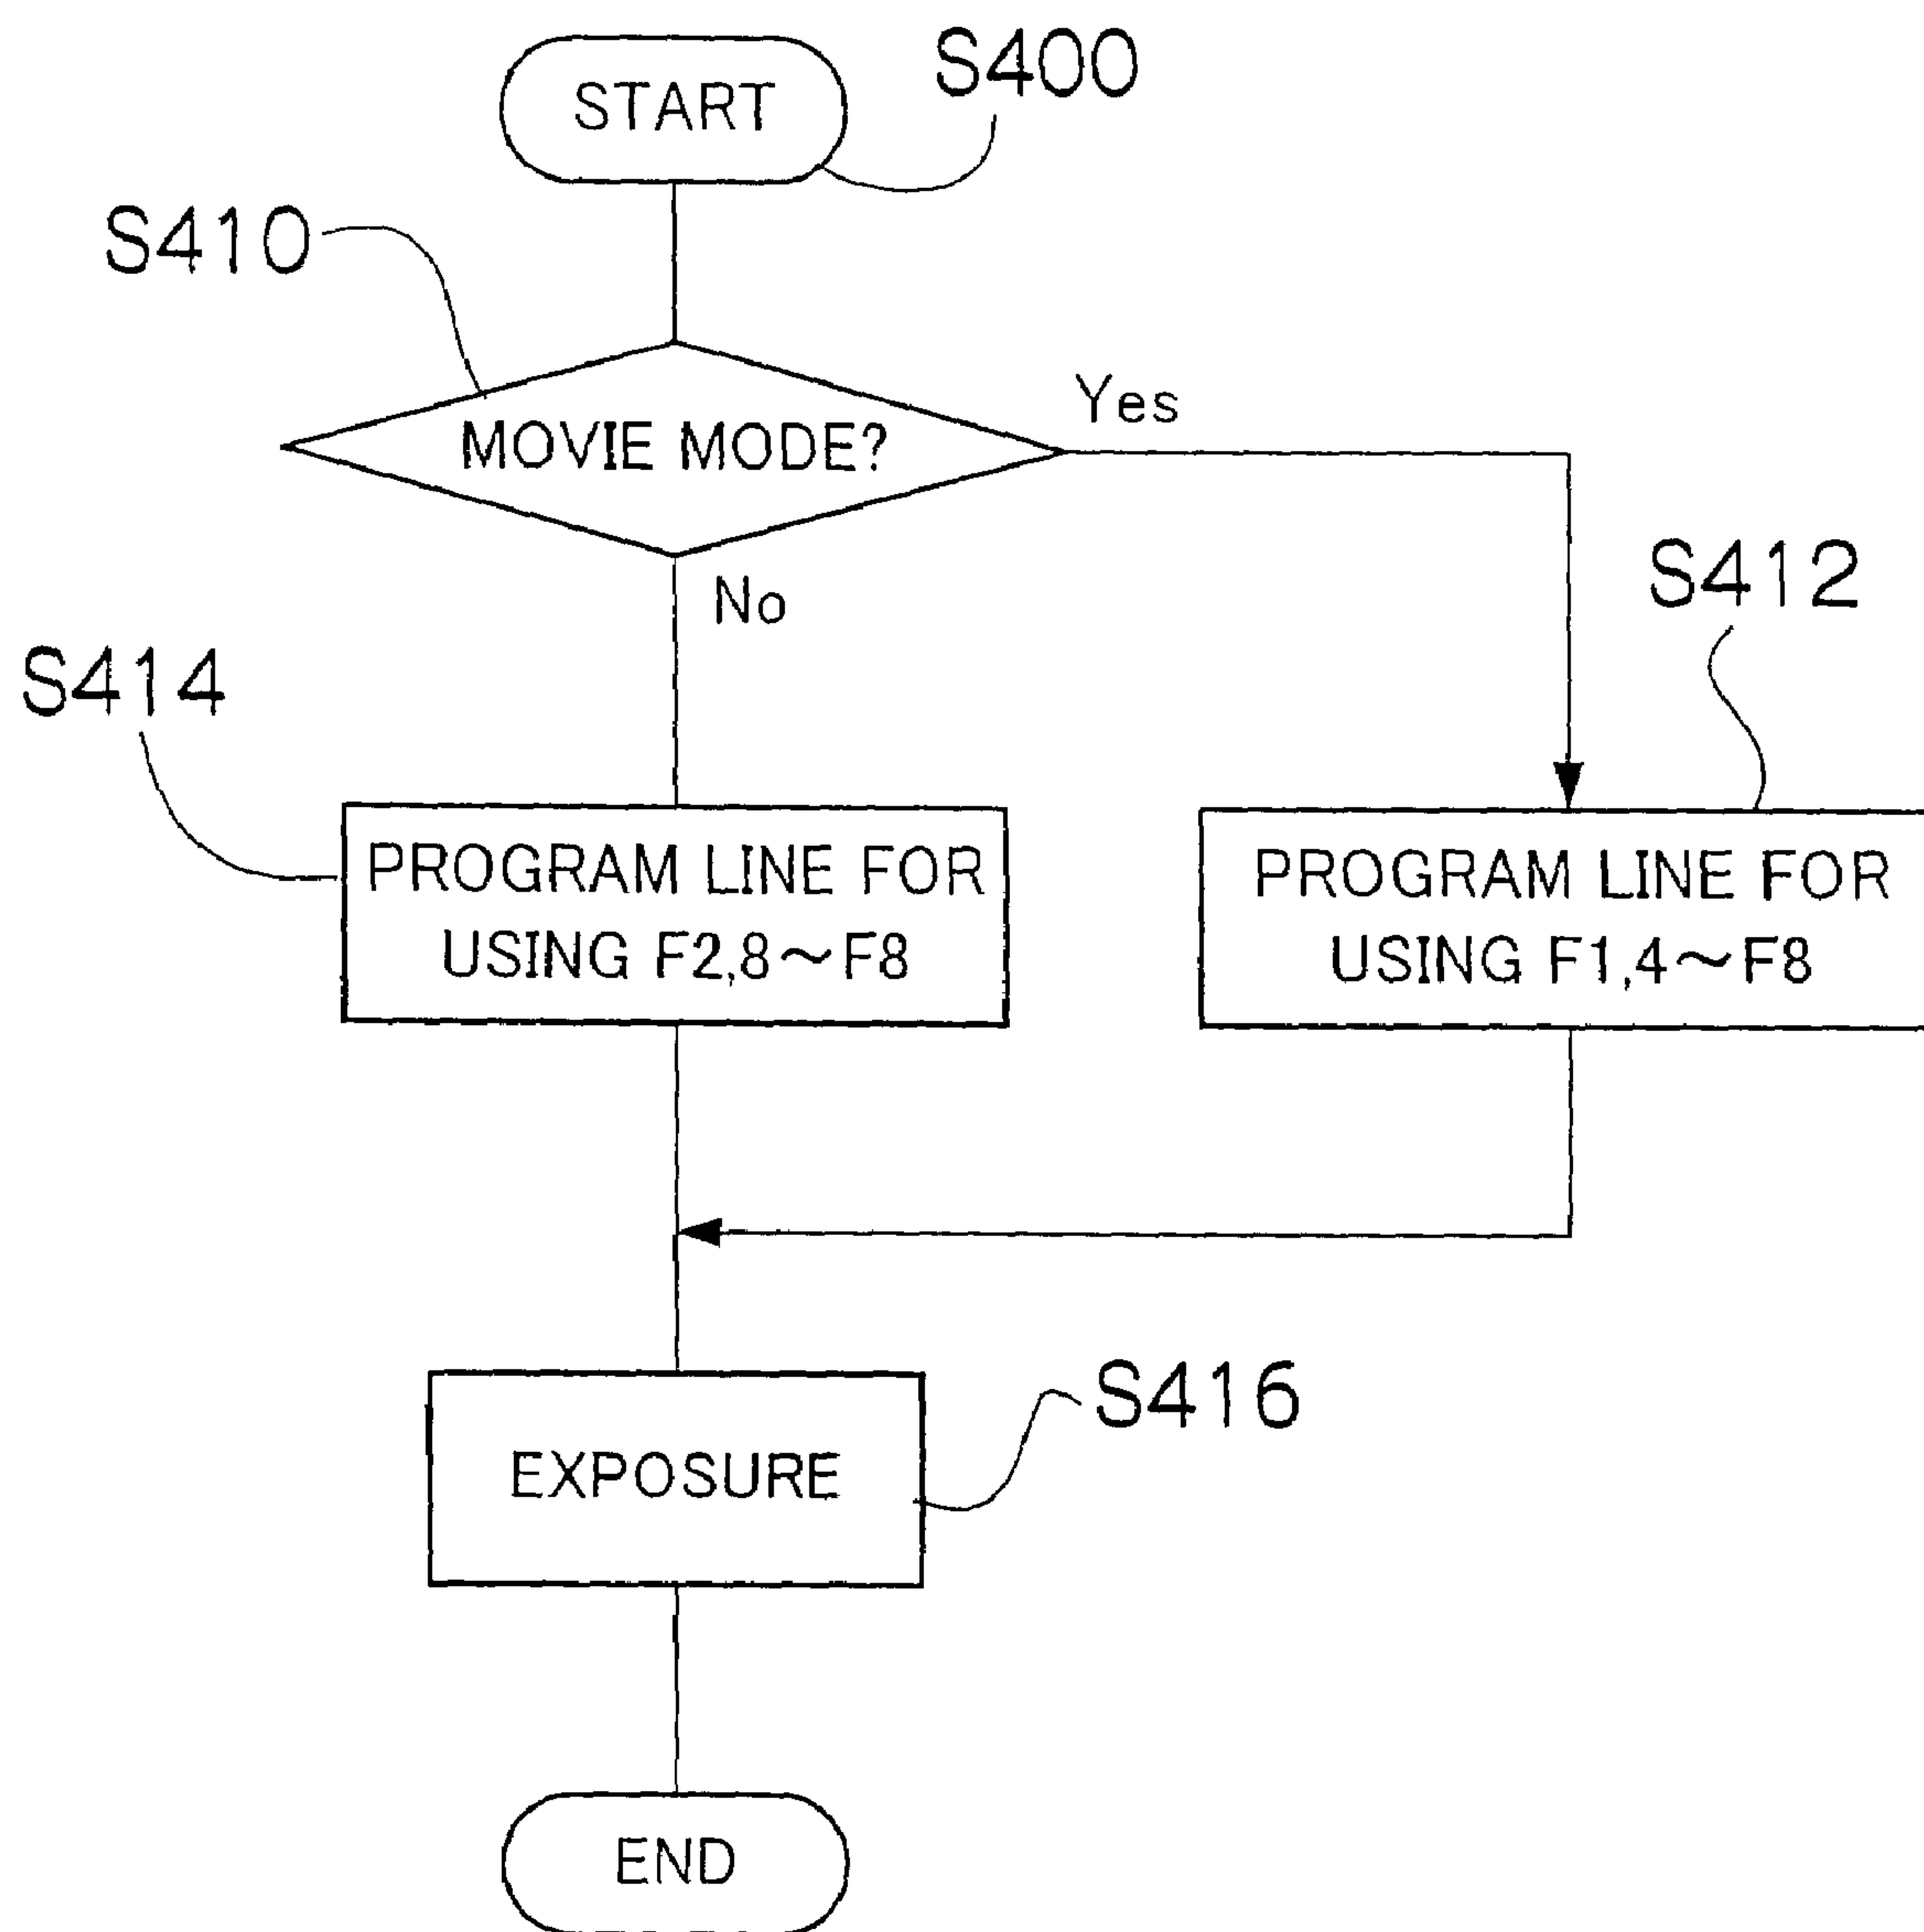 START
S400
S410
MOVIE MODE?
Yes
No
S412
S414
PROGRAM LINE FOR
USING F2,8~F8
PROGRAM LINE FOR
USING F1,4~F8
EXPOSURE
S416
END